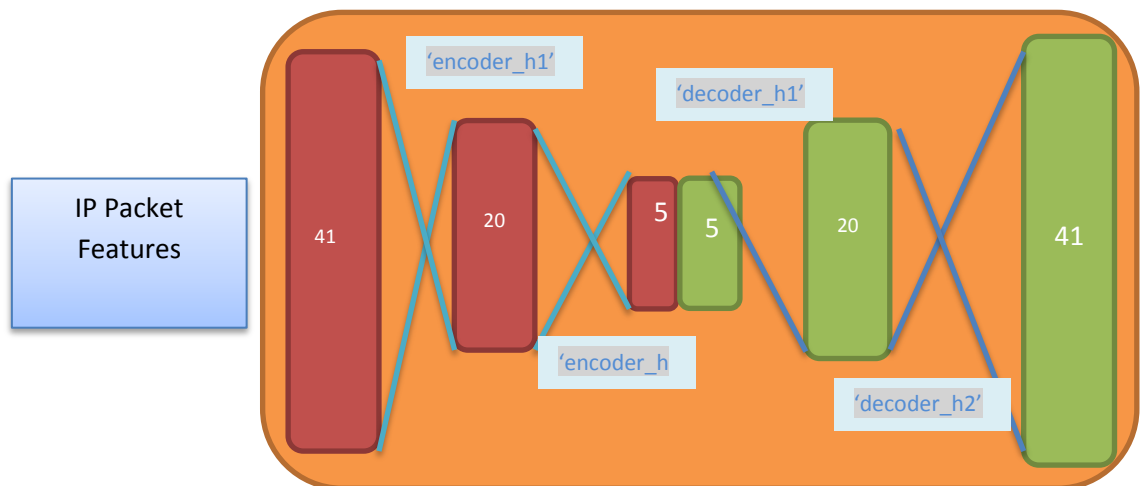 IP Packet
Features
41
‘encoder_h1’
20
‘encoder_h
5
5
‘decoder_h1’
20
‘decoder_h2’
41